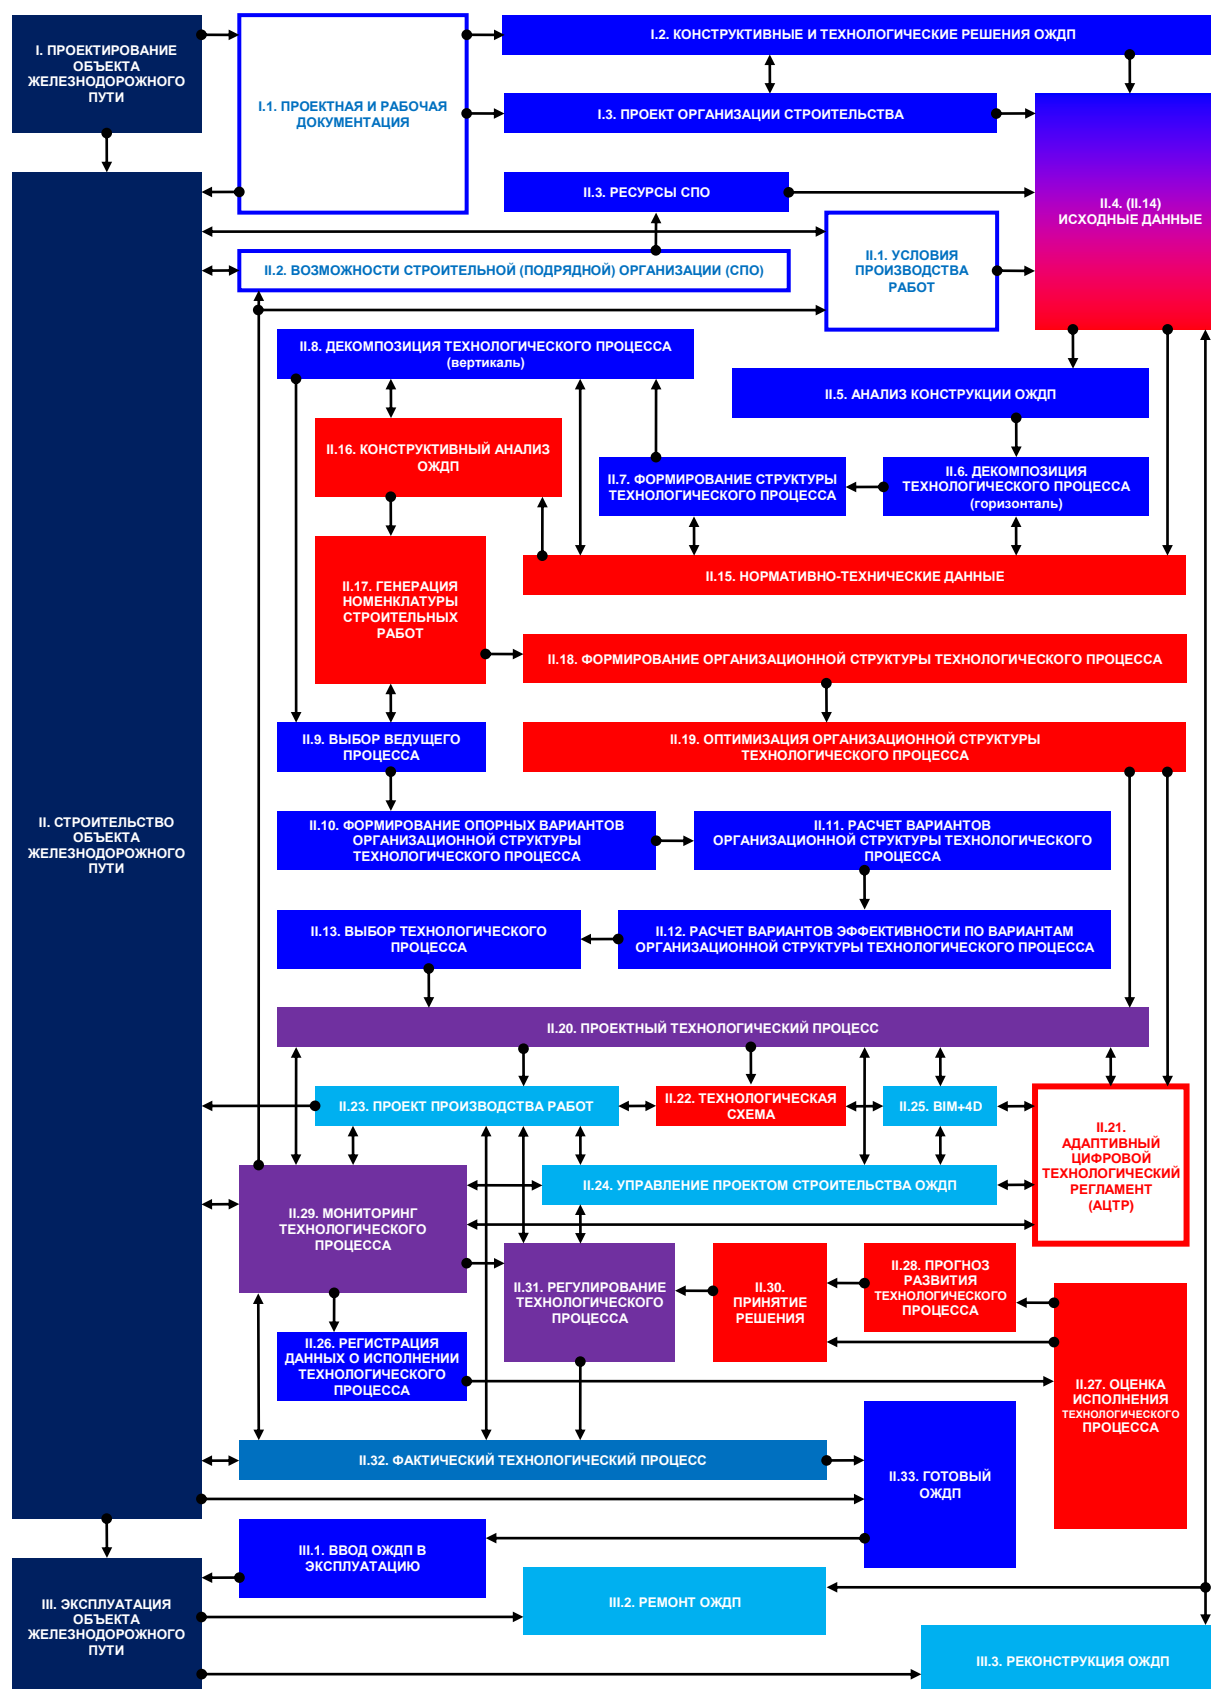 I. ПРОЕКТИРОВАНИЕ
ОБЪЕКТА
ЖЕЛЕЗНОДОРОЖНОГО
ПУТИ
I.1. ПРОЕКТНАЯ И РАБОЧАЯ
ДОКУМЕНТАЦИЯ
I.2. КОНСТРУКТИВНЫЕ И ТЕХНОЛОГИЧЕСКИЕ РЕШЕНИЯ ОЖДП
I.3. ПРОЕКТ ОРГАНИЗАЦИИ СТРОИТЕЛЬСТВА
II.3. РЕСУРСЫ СПО
II.4. (II.14)
ИСХОДНЫЕ ДАННЫЕ
II.2. ВОЗМОЖНОСТИ СТРОИТЕЛЬНОЙ (ПОДРЯДНОЙ) ОРГАНИЗАЦИИ (СПО)
II.1. УСЛОВИЯ
ПРОИЗВОДСТВА
РАБОТ
II.8. ДЕКОМПОЗИЦИЯ ТЕХНОЛОГИЧЕСКОГО ПРОЦЕССА
(вертикаль)
II.5. АНАЛИЗ КОНСТРУКЦИИ ОЖДП
II.16. КОНСТРУКТИВНЫЙ АНАЛИЗ
ОЖДП
II.7. ФОРМИРОВАНИЕ СТРУКТУРЫ
ТЕХНОЛОГИЧЕСКОГО ПРОЦЕССА
II.6. ДЕКОМПОЗИЦИЯ
ТЕХНОЛОГИЧЕСКОГО ПРОЦЕССА
(горизонталь)
II.15. НОРМАТИВНО-ТЕХНИЧЕСКИЕ ДАННЫЕ
II.17. ГЕНЕРАЦИЯ
НОМЕНКЛАТУРЫ
СТРОИТЕЛЬНЫХ
РАБОТ
II.18. ФОРМИРОВАНИЕ ОРГАНИЗАЦИОННОЙ СТРУКТУРЫ ТЕХНОЛОГИЧЕСКОГО ПРОЦЕССА
II.9. ВЫБОР ВЕДУЩЕГО
ПРОЦЕССА
II.19. ОПТИМИЗАЦИЯ ОРГАНИЗАЦИОННОЙ СТРУКТУРЫ
ТЕХНОЛОГИЧЕСКОГО ПРОЦЕССА
II. СТРОИТЕЛЬСТВО
ОБЪЕКТА
ЖЕЛЕЗНОДОРОЖНОГО
ПУТИ
II.10. ФОРМИРОВАНИЕ ОПОРНЫХ ВАРИАНТОВ
ОРГАНИЗАЦИОННОЙ СТРУКТУРЫ
ТЕХНОЛОГИЧЕСКОГО ПРОЦЕССА
II.11. РАСЧЕТ ВАРИАНТОВ
ОРГАНИЗАЦИОННОЙ СТРУКТУРЫ ТЕХНОЛОГИЧЕСКОГО
ПРОЦЕССА
II.13. ВЫБОР ТЕХНОЛОГИЧЕСКОГО
ПРОЦЕССА
II.12. РАСЧЕТ ВАРИАНТОВ ЭФФЕКТИВНОСТИ ПО ВАРИАНТАМ
ОРГАНИЗАЦИОННОЙ СТРУКТУРЫ ТЕХНОЛОГИЧЕСКОГО ПРОЦЕССА
II.20. ПРОЕКТНЫЙ ТЕХНОЛОГИЧЕСКИЙ ПРОЦЕСС
II.23. ПРОЕКТ ПРОИЗВОДСТВА РАБОТ
II.22. ТЕХНОЛОГИЧЕСКАЯ
СХЕМА
II.25. BIM+4D
II.21.
АДАПТИВНЫЙ
ЦИФРОВОЙ
ТЕХНОЛОГИЧЕСКИЙ
РЕГЛАМЕНТ
(АЦТР)
II.24. УПРАВЛЕНИЕ ПРОЕКТОМ СТРОИТЕЛЬСТВА ОЖДП
II.29. МОНИТОРИНГ
ТЕХНОЛОГИЧЕСКОГО
ПРОЦЕССА
II.31. РЕГУЛИРОВАНИЕ
ТЕХНОЛОГИЧЕСКОГО
ПРОЦЕССА
II.30.
ПРИНЯТИЕ
РЕШЕНИЯ
II.28. ПРОГНОЗ
РАЗВИТИЯ
ТЕХНОЛОГИЧЕСКОГО
ПРОЦЕССА
II.26. РЕГИСТРАЦИЯ
ДАННЫХ О ИСПОЛНЕНИИ
ТЕХНОЛОГИЧЕСКОГО
ПРОЦЕССА
II.27. ОЦЕНКА
ИСПОЛНЕНИЯ
ТЕХНОЛОГИЧЕСКОГО
ПРОЦЕССА
II.32. ФАКТИЧЕСКИЙ ТЕХНОЛОГИЧЕСКИЙ ПРОЦЕСС
II.33. ГОТОВЫЙ
ОЖДП
III.1. ВВОД ОЖДП В
ЭКСПЛУАТАЦИЮ
III. ЭКСПЛУАТАЦИЯ
ОБЪЕКТА
ЖЕЛЕЗНОДОРОЖНОГО
ПУТИ
III.2. РЕМОНТ ОЖДП
III.3. РЕКОНСТРУКЦИЯ ОЖДП